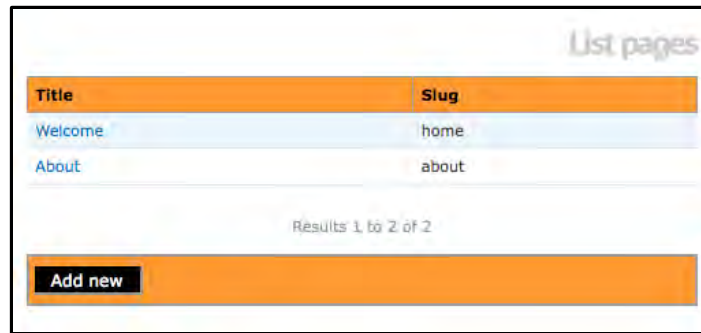 List pages
Title Slug
Welcome home
About about
Results 1 to 2 of 2
Add new